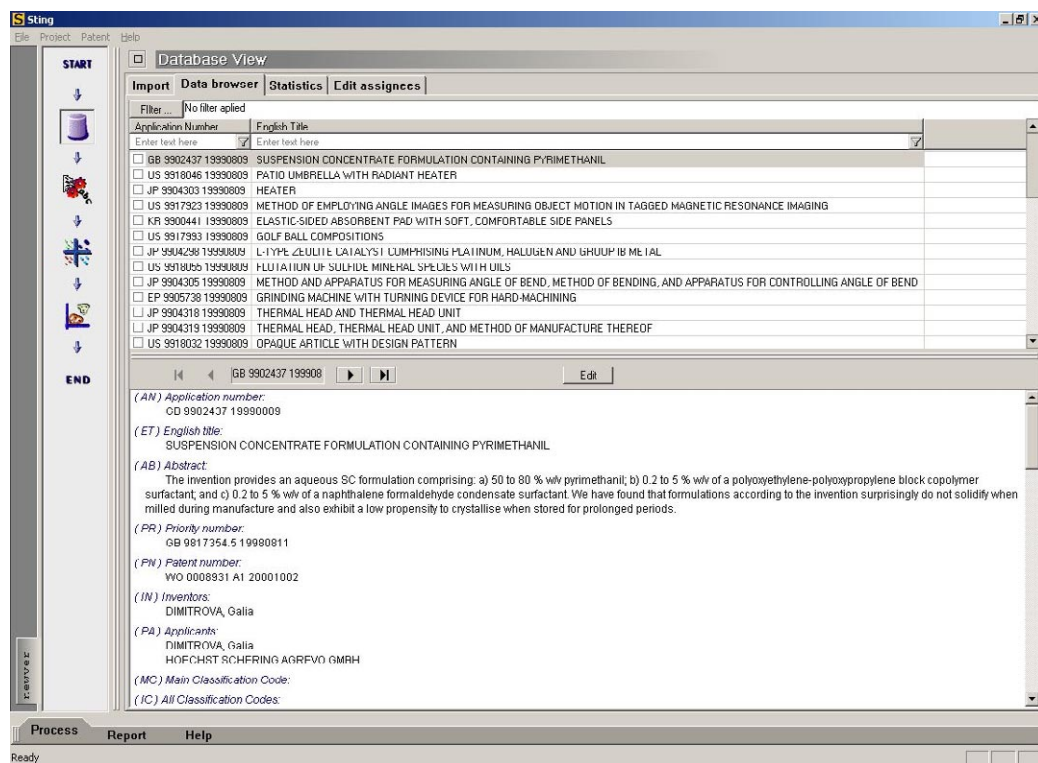 Sting
File Project Patent Help
START
END
Database View
Import Data browser Statistics Edit assignees
Filter ... No filter aplied
Application Number English Title
Enter text here Enter text here
GB 9902437 19990809 SUSPENSION CONCENTRATE FORMULATION CONTAINING PYRIMETHANIL
US 9918046 19990809 PATIO UMBRELLA WITH RADIANT HEATER
JP 9904303 19990809 HEATER
US 9917923 19990809 METHOD OF EMPLOYING ANGLE IMAGES FOR MEASURING OBJECT MOTION IN TAGGED MAGNETIC RESONANCE IMAGING
KR 9900441 19990809 ELASTIC-SIDED ABSORBENT PAD WITH SOFT, COMFORTABLE SIDE PANELS
US 9917993 19990809 GOLF BALL COMPOSITIONS
JP 9904298 19990809 L-TYPE ZEOLITE CATALYST COMPRISING PLATINUM, HALOGEN AND GROUP IB METAL
US 9918055 19990809 FLOTATION OF SULFIDE MINERAL SPECIES WITH OILS
JP 9904305 19990809 METHOD AND APPARATUS FOR MEASURING ANGLE OF BEND, METHOD OF BENDING, AND APPARATUS FOR CONTROLLING ANGLE OF BEND
EP 9905738 19990809 GRINDING MACHINE WITH TURNING DEVICE FOR HARD-MACHINING
JP 9904318 19990809 THERMAL HEAD AND THERMAL HEAD UNIT
JP 9904319 19990809 THERMAL HEAD, THERMAL HEAD UNIT, AND METHOD OF MANUFACTURE THEREOF
US 9918032 19990809 OPAQUE ARTICLE WITH DESIGN PATTERN
GB 9902437 199908 Edit
(AN) Application number:
GB 9902437 19990809
(ET) English title:
SUSPENSION CONCENTRATE FORMULATION CONTAINING PYRIMETHANIL
(AB) Abstract:
The invention provides an aqueous SC formulation comprising: a) 50 to 80 % w/v pyrimethanil; b) 0.2 to 5 % w/v of a polyoxyethylene-polyoxypropylene block copolymer
surfactant; and c) 0.2 to 5 % w/v of a naphthalene formaldehyde condensate surfactant. We have found that formulations according to the invention surprisingly do not solidify when
milled during manufacture and also exhibit a low propensity to crystallise when stored for prolonged periods.
(PR) Priority number:
GB 9817354.5 19980811
(PN) Patent number:
WO 0008931 A1 20001002
(IN) Inventors:
DIMITROVA, Galia
(PA) Applicants:
DIMITROVA, Galia
HOECHST SCHERING AGREVO GMBH
(MC) Main Classification Code:
(IC) All Classification Codes:
newver
Process Report Help
Ready